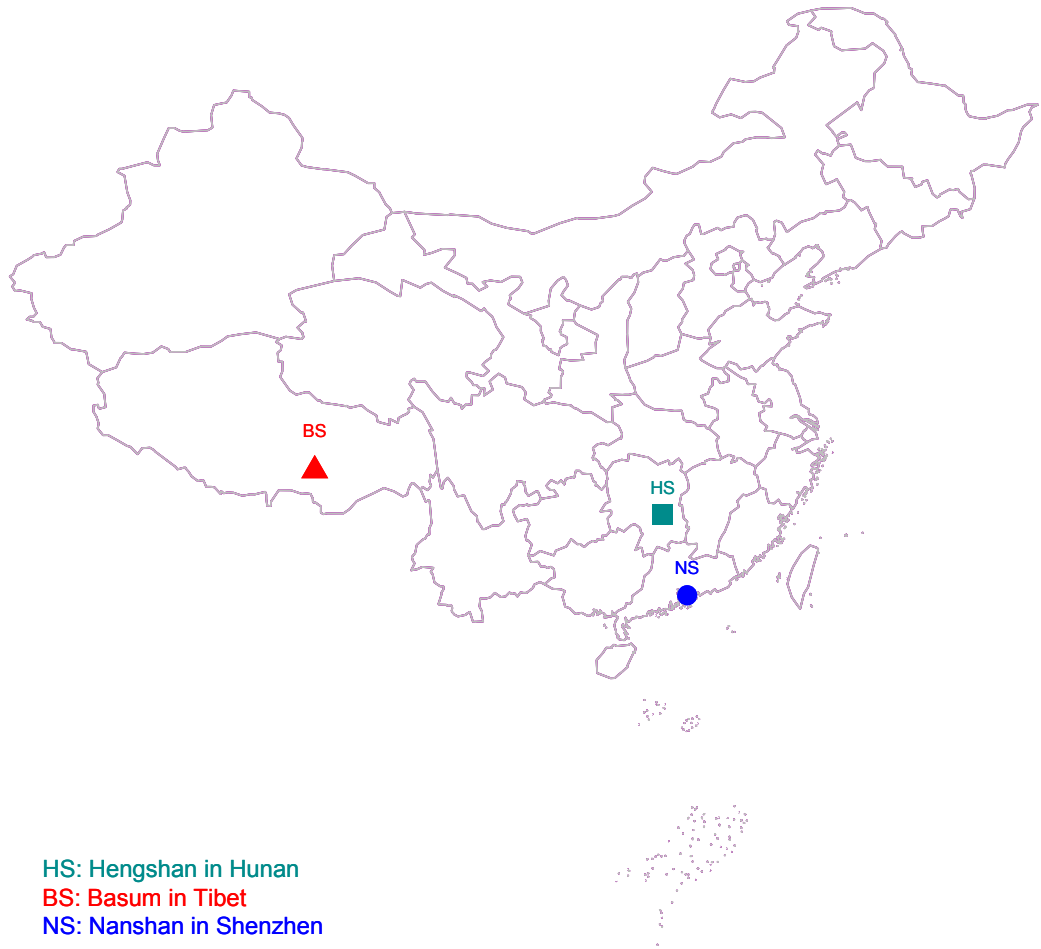 BS
HS
NS
HS: Hengshan in Hunan
BS: Basum in Tibet
NS: Nanshan in Shenzhen